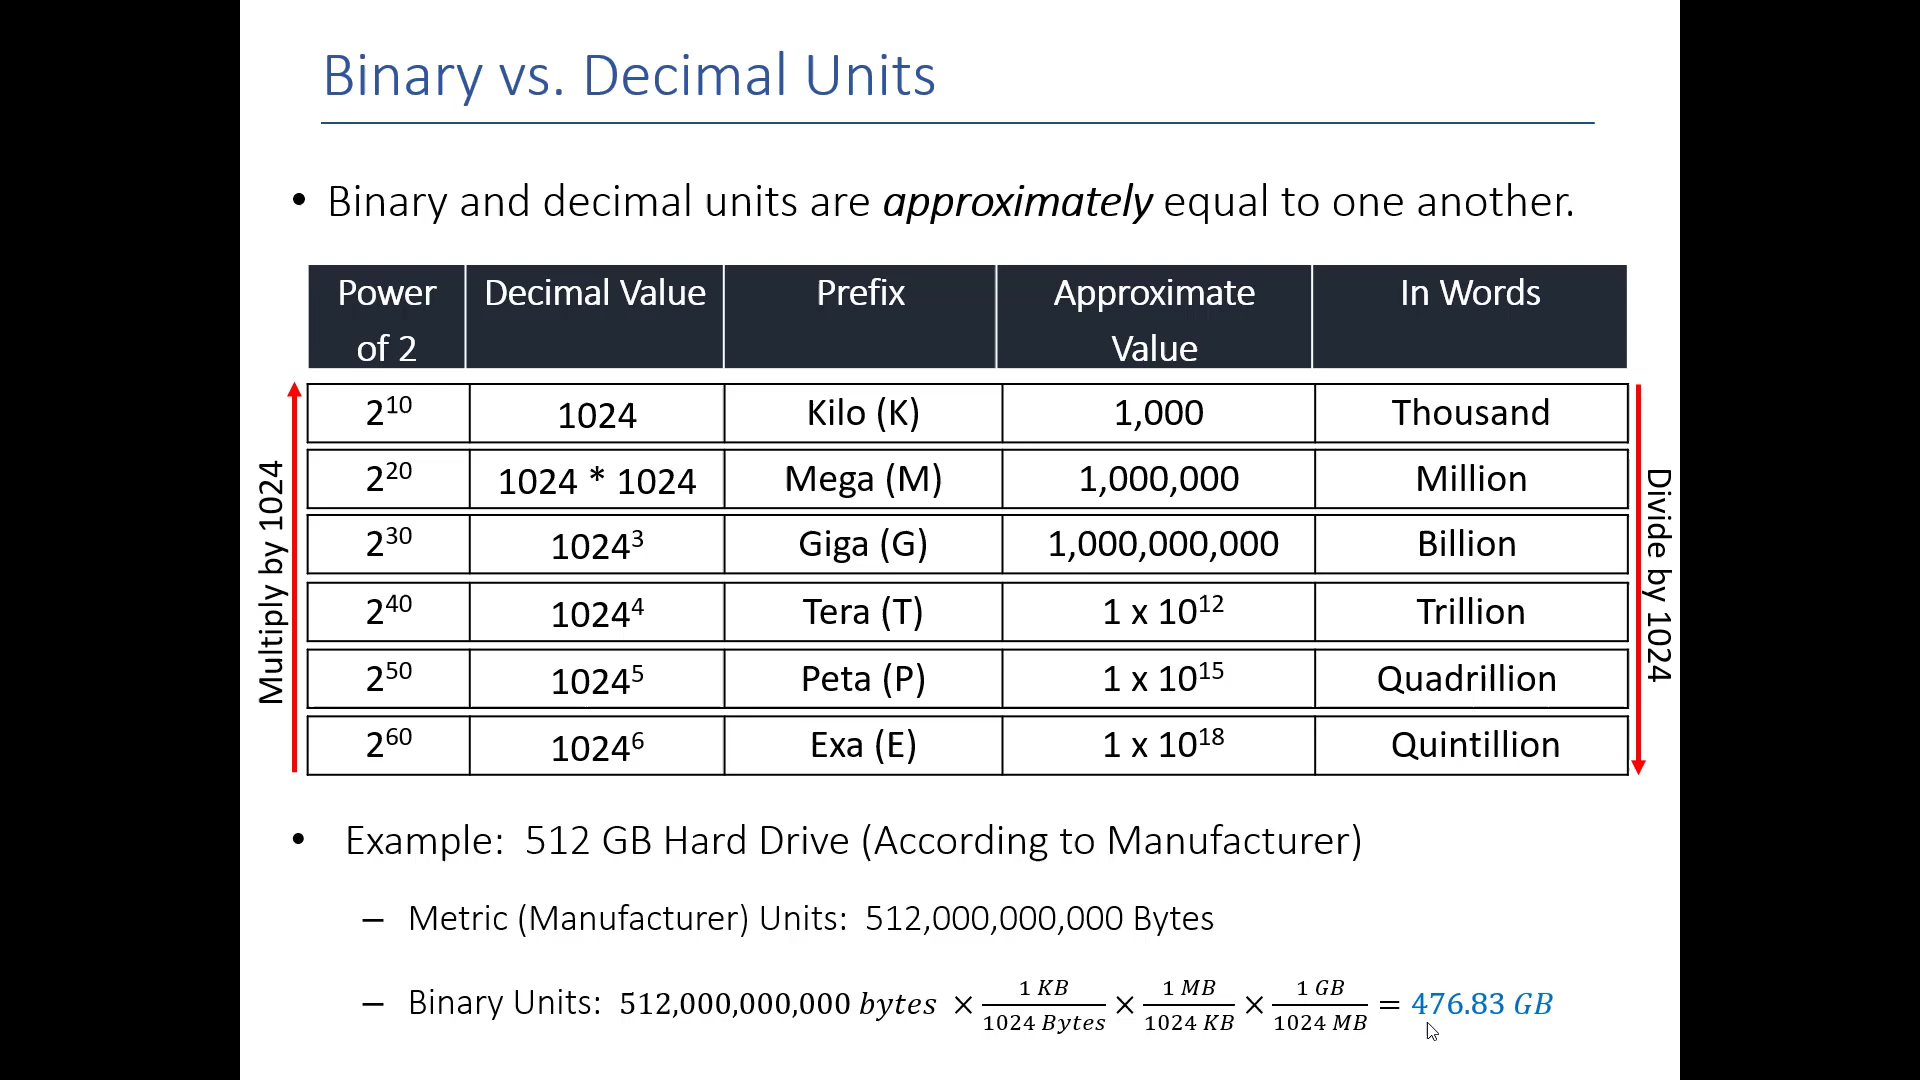 Binary vs. Decimal Units
• Binary and decimal units are approximately equal to one another.
Power of 2 | Decimal Value | Prefix | Approximate Value | In Words
2¹⁰ | 1024 | Kilo (K) | 1,000 | Thousand
2²⁰ | 1024 * 1024 | Mega (M) | 1,000,000 | Million
2³⁰ | 1024³ | Giga (G) | 1,000,000,000 | Billion
2⁴⁰ | 1024⁴ | Tera (T) | 1 x 10¹² | Trillion
2⁵⁰ | 1024⁵ | Peta (P) | 1 x 10¹⁵ | Quadrillion
2⁶⁰ | 1024⁶ | Exa (E) | 1 x 10¹⁸ | Quintillion
Multiply by 1024
Divide by 1024
• Example: 512 GB Hard Drive (According to Manufacturer)
– Metric (Manufacturer) Units: 512,000,000,000 Bytes
– Binary Units: 512,000,000,000 bytes × 1 KB / 1024 Bytes × 1 MB / 1024 KB × 1 GB / 1024 MB = 476.83 GB